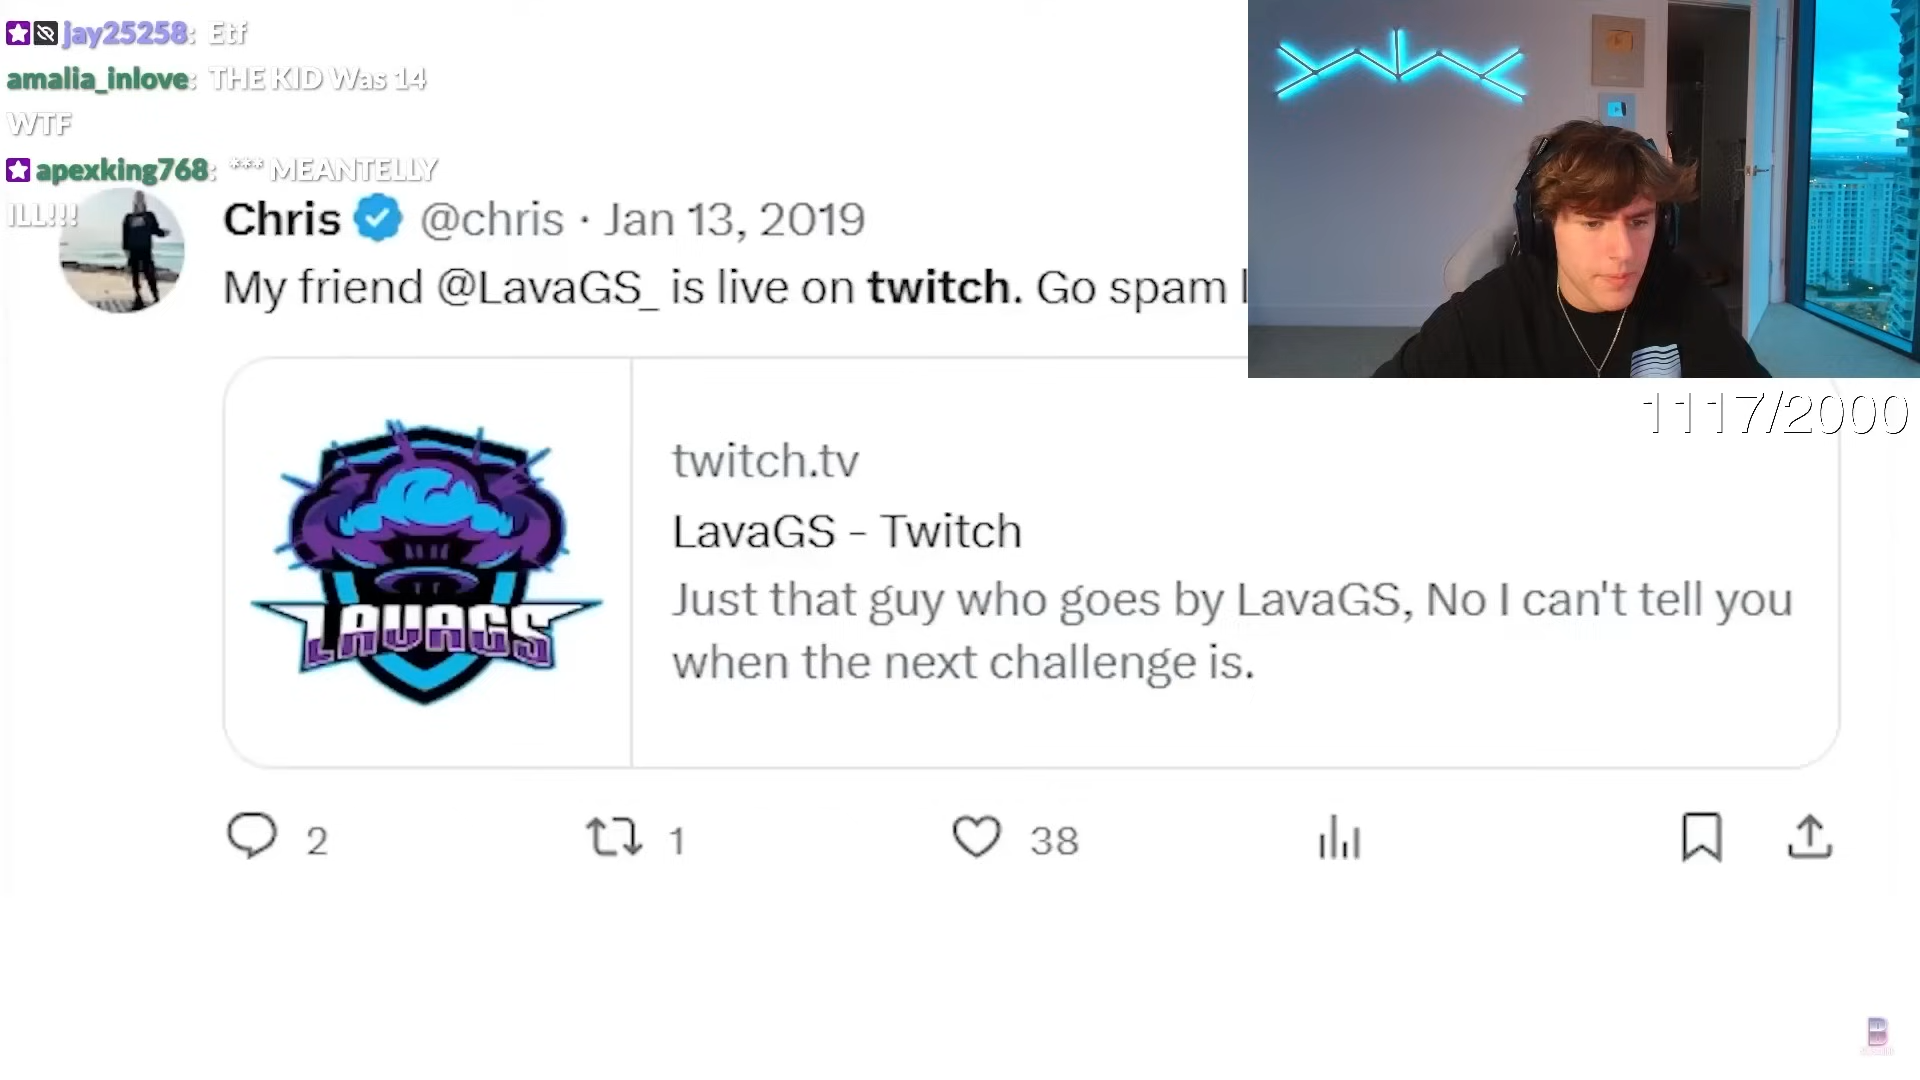 jay25258: Etf
amalia_inlove: THE KID Was 14
WTF
apexking768: *** MEANTELLY
ILL!!!
Chris @chris · Jan 13, 2019
My friend @LavaGS_ is live on twitch. Go spam
1117/2000
twitch.tv
LavaGS - Twitch
Just that guy who goes by LavaGS, No I can't tell you
when the next challenge is.
LAVAGS
2 1 38
B